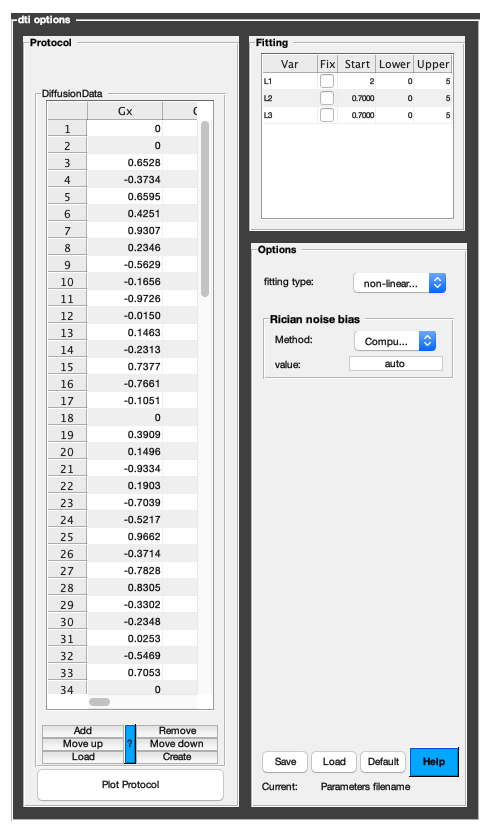 dti options
Protocol
DiffusionData
Gx
1 0
2 0
3 0.6528
4 -0.3734
5 0.6595
6 0.4251
7 0.9307
8 0.2346
9 -0.5629
10 -0.1656
11 -0.9726
12 -0.0150
13 0.1463
14 -0.2313
15 0.7377
16 -0.7661
17 -0.1051
18 0
19 0.3909
20 0.1496
21 -0.9334
22 0.1903
23 -0.7039
24 -0.5217
25 0.9662
26 -0.3714
27 -0.7828
28 0.8305
29 -0.3302
30 -0.2348
31 0.0253
32 -0.5469
33 0.7053
34 0
Add ? Remove
Move up Move down
Load Create
Plot Protocol
Fitting
Var Fix Start Lower Upper
L1 2 0 5
L2 0.7000 0 5
L3 0.7000 0 5
Options
fitting type: non-linear...
Rician noise bias
Method: Compu...
value: auto
Save Load Default Help
Current: Parameters filename